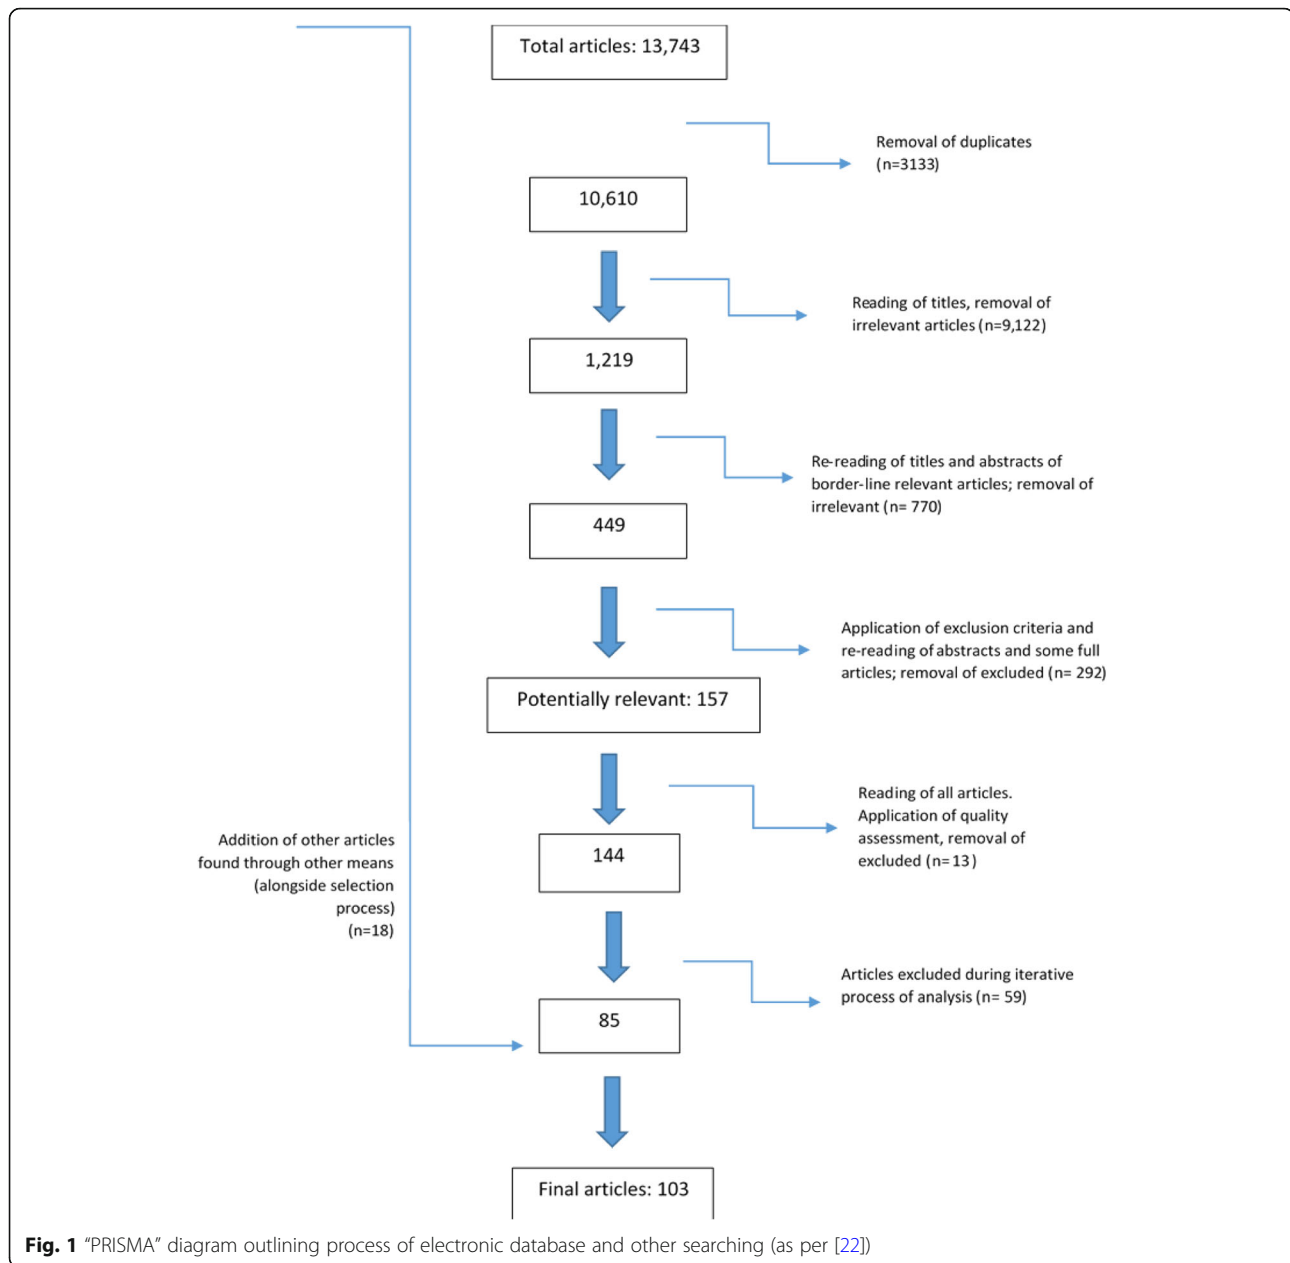 Total articles: 13,743
Removal of duplicates
(n=3133)
10,610
Reading of titles, removal of
irrelevant articles (n=9,122)
1,219
Re-reading of titles and abstracts of
border-line relevant articles; removal of
irrelevant (n= 770)
449
Application of exclusion criteria and
re-reading of abstracts and some full
articles; removal of excluded (n= 292)
Potentially relevant: 157
Reading of all articles.
Application of quality
assessment, removal of
excluded (n=13)
144
Addition of other articles
found through other means
(alongside selection
process)
(n=18)
Articles excluded during iterative
process of analysis (n= 59)
85
Final articles: 103
Fig. 1 “PRISMA” diagram outlining process of electronic database and other searching (as per [22])